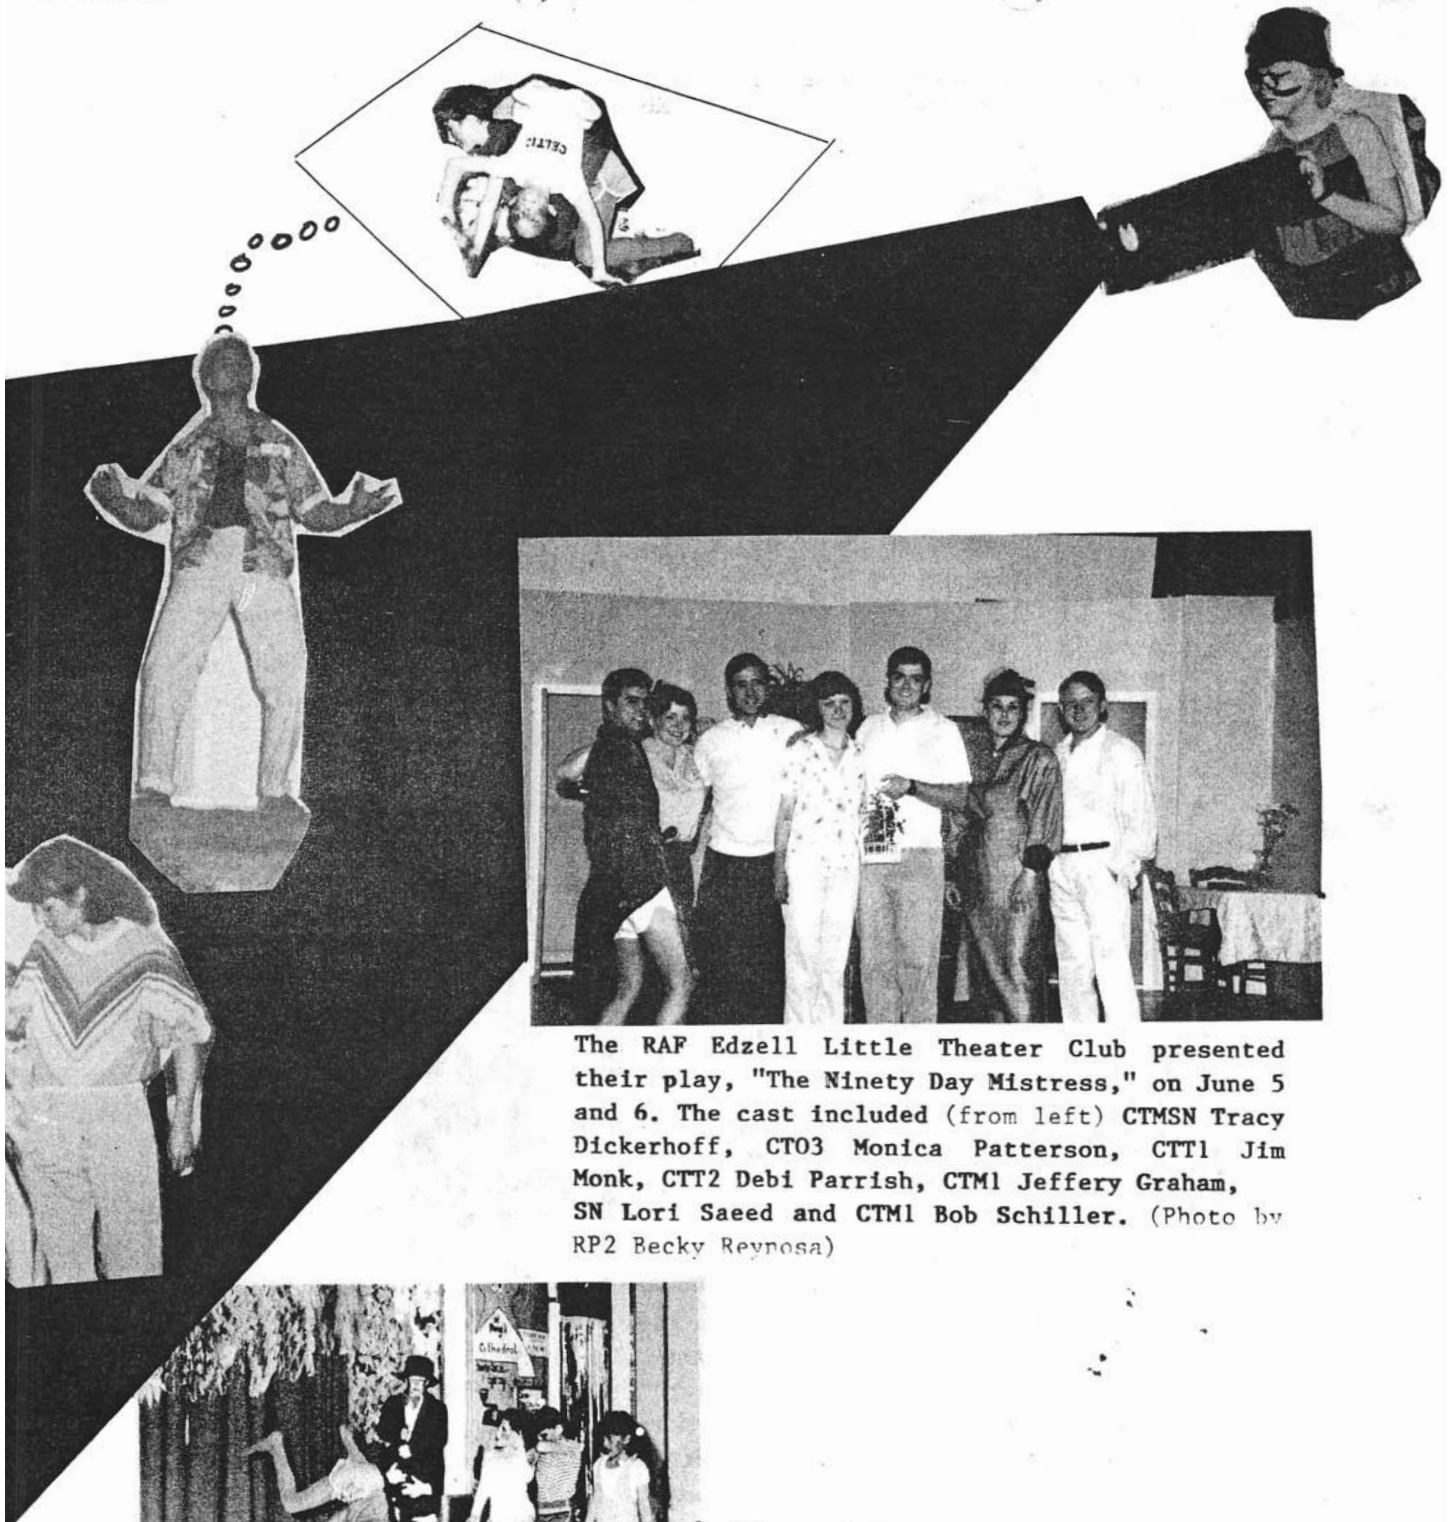 CELTIC
The RAF Edzell Little Theater Club presented
their play, "The Ninety Day Mistress," on June 5
and 6. The cast included (from left) CTMSN Tracy
Dickerhoff, CTO3 Monica Patterson, CTT1 Jim
Monk, CTT2 Debi Parrish, CTM1 Jeffery Graham,
SN Lori Saeed and CTM1 Bob Schiller. (Photo by
RP2 Becky Reynosa)
Cathedral